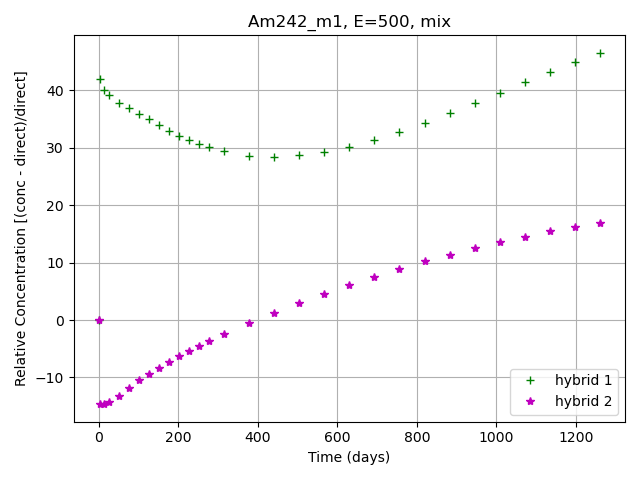 Am242_m1, E=500, mix
Relative Concentration [(conc - direct)/direct]
40
30
20
10
0
−10
hybrid 1
hybrid 2
0 200 400 600 800 1000 1200
Time (days)